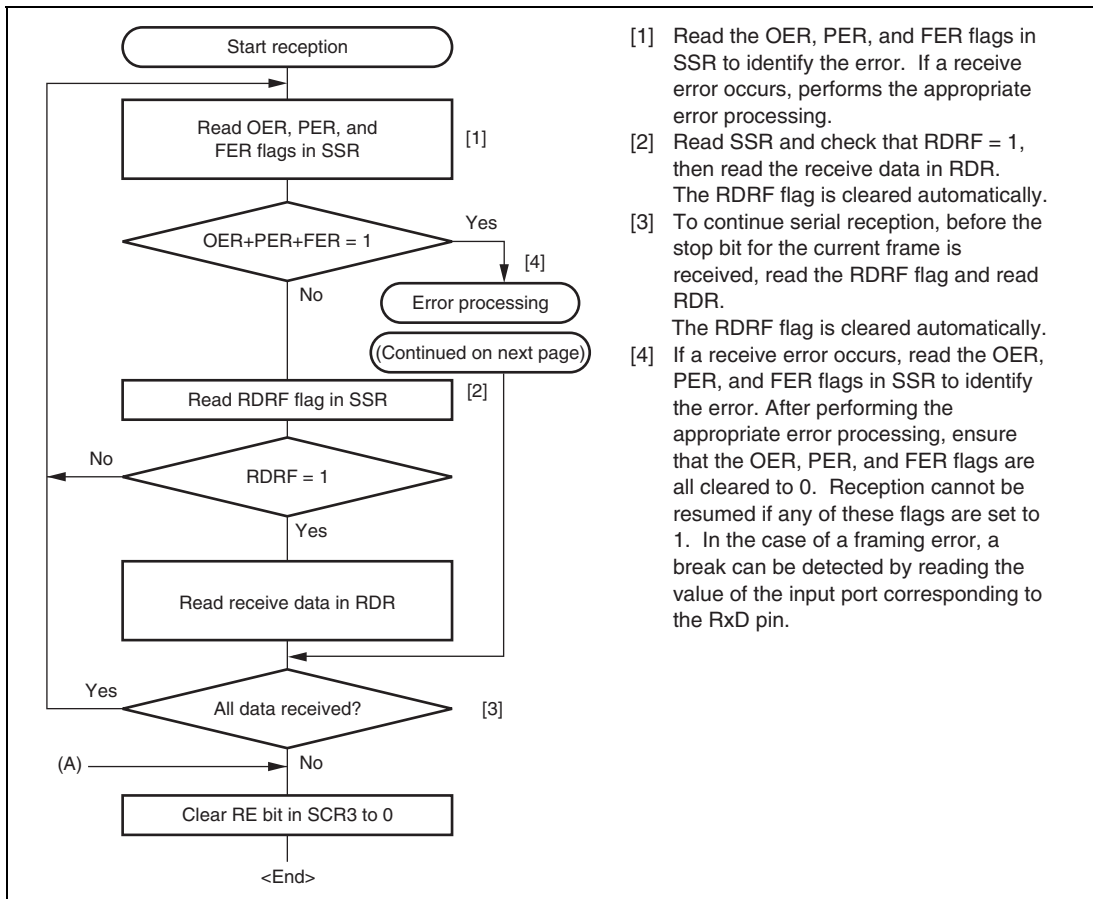 Start reception
Read OER, PER, and
FER flags in SSR
[1]
OER+PER+FER = 1
Yes
[4]
No
Error processing
(Continued on next page)
Read RDRF flag in SSR
[2]
No
RDRF = 1
Yes
Read receive data in RDR
Yes
All data received?
[3]
(A)
No
Clear RE bit in SCR3 to 0
<End>
[1] Read the OER, PER, and FER flags in
SSR to identify the error. If a receive
error occurs, performs the appropriate
error processing.
[2] Read SSR and check that RDRF = 1,
then read the receive data in RDR.
The RDRF flag is cleared automatically.
[3] To continue serial reception, before the
stop bit for the current frame is
received, read the RDRF flag and read
RDR.
The RDRF flag is cleared automatically.
[4] If a receive error occurs, read the OER,
PER, and FER flags in SSR to identify
the error. After performing the
appropriate error processing, ensure
that the OER, PER, and FER flags are
all cleared to 0. Reception cannot be
resumed if any of these flags are set to
1. In the case of a framing error, a
break can be detected by reading the
value of the input port corresponding to
the RxD pin.